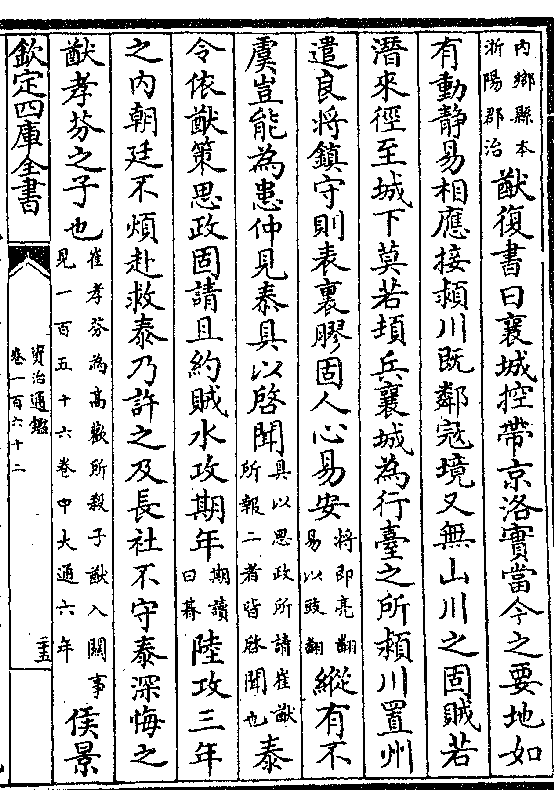 内鄉縣本
淅陽郡治
猷復書曰襄城控帶京洛實當今之要地如
有動靜易相應接潁川既鄰冦境又無山川之固賊若
潛來徑至城下莫若頓兵襄城為行臺之所潁川置州
遣良將鎮守則表裏膠固人心易安
將即亮翻
易以豉翻
縱有不
虞豈能為患仲見泰具以啓聞
具以思政所請崔猷
所報二者皆啓聞也
泰
令依猷策思政固請且約賊水攻期年
期讀
曰朞
陸攻三年
之内朝廷不煩赴救泰乃許之及長社不守泰深悔之
猷孝芬之子也
崔孝芬為高歡所殺子猷入關事
見一百五十六卷中大通六年
侯景
欽定四庫全書
資治通鑑
卷一百六十二
二五